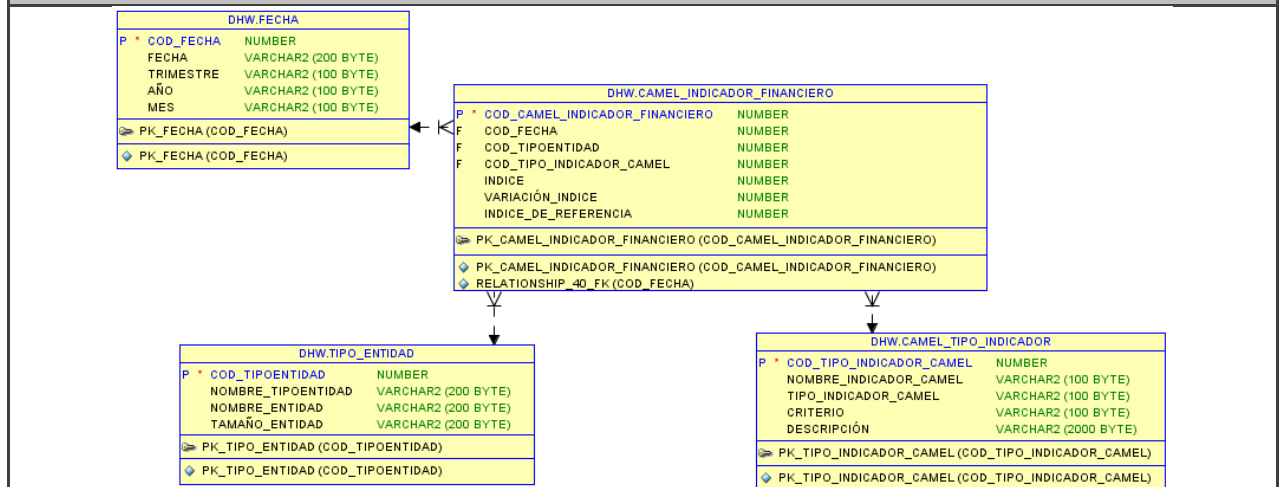 DHW.FECHA
P * COD_FECHA NUMBER
FECHA VARCHAR2 (200 BYTE)
TRIMESTRE VARCHAR2 (100 BYTE)
AÑO VARCHAR2 (100 BYTE)
MES VARCHAR2 (100 BYTE)
PK_FECHA (COD_FECHA)
PK_FECHA (COD_FECHA)
DHW.CAMEL_INDICADOR_FINANCIERO
P * COD_CAMEL_INDICADOR_FINANCIERO NUMBER
F COD_FECHA NUMBER
F COD_TIPOENTIDAD NUMBER
F COD_TIPO_INDICADOR_CAMEL NUMBER
INDICE NUMBER
VARIACIÓN_INDICE NUMBER
INDICE_DE_REFERENCIA NUMBER
PK_CAMEL_INDICADOR_FINANCIERO (COD_CAMEL_INDICADOR_FINANCIERO)
PK_CAMEL_INDICADOR_FINANCIERO (COD_CAMEL_INDICADOR_FINANCIERO)
RELATIONSHIP_40_FK (COD_FECHA)
DHW.TIPO_ENTIDAD
P * COD_TIPOENTIDAD NUMBER
NOMBRE_TIPOENTIDAD VARCHAR2 (200 BYTE)
NOMBRE_ENTIDAD VARCHAR2 (200 BYTE)
TAMAÑO_ENTIDAD VARCHAR2 (200 BYTE)
PK_TIPO_ENTIDAD (COD_TIPOENTIDAD)
PK_TIPO_ENTIDAD (COD_TIPOENTIDAD)
DHW.CAMEL_TIPO_INDICADOR
P * COD_TIPO_INDICADOR_CAMEL NUMBER
NOMBRE_INDICADOR_CAMEL VARCHAR2 (100 BYTE)
TIPO_INDICADOR_CAMEL VARCHAR2 (100 BYTE)
CRITERIO VARCHAR2 (100 BYTE)
DESCRIPCIÓN VARCHAR2 (2000 BYTE)
PK_TIPO_INDICADOR_CAMEL (COD_TIPO_INDICADOR_CAMEL)
PK_TIPO_INDICADOR_CAMEL (COD_TIPO_INDICADOR_CAMEL)